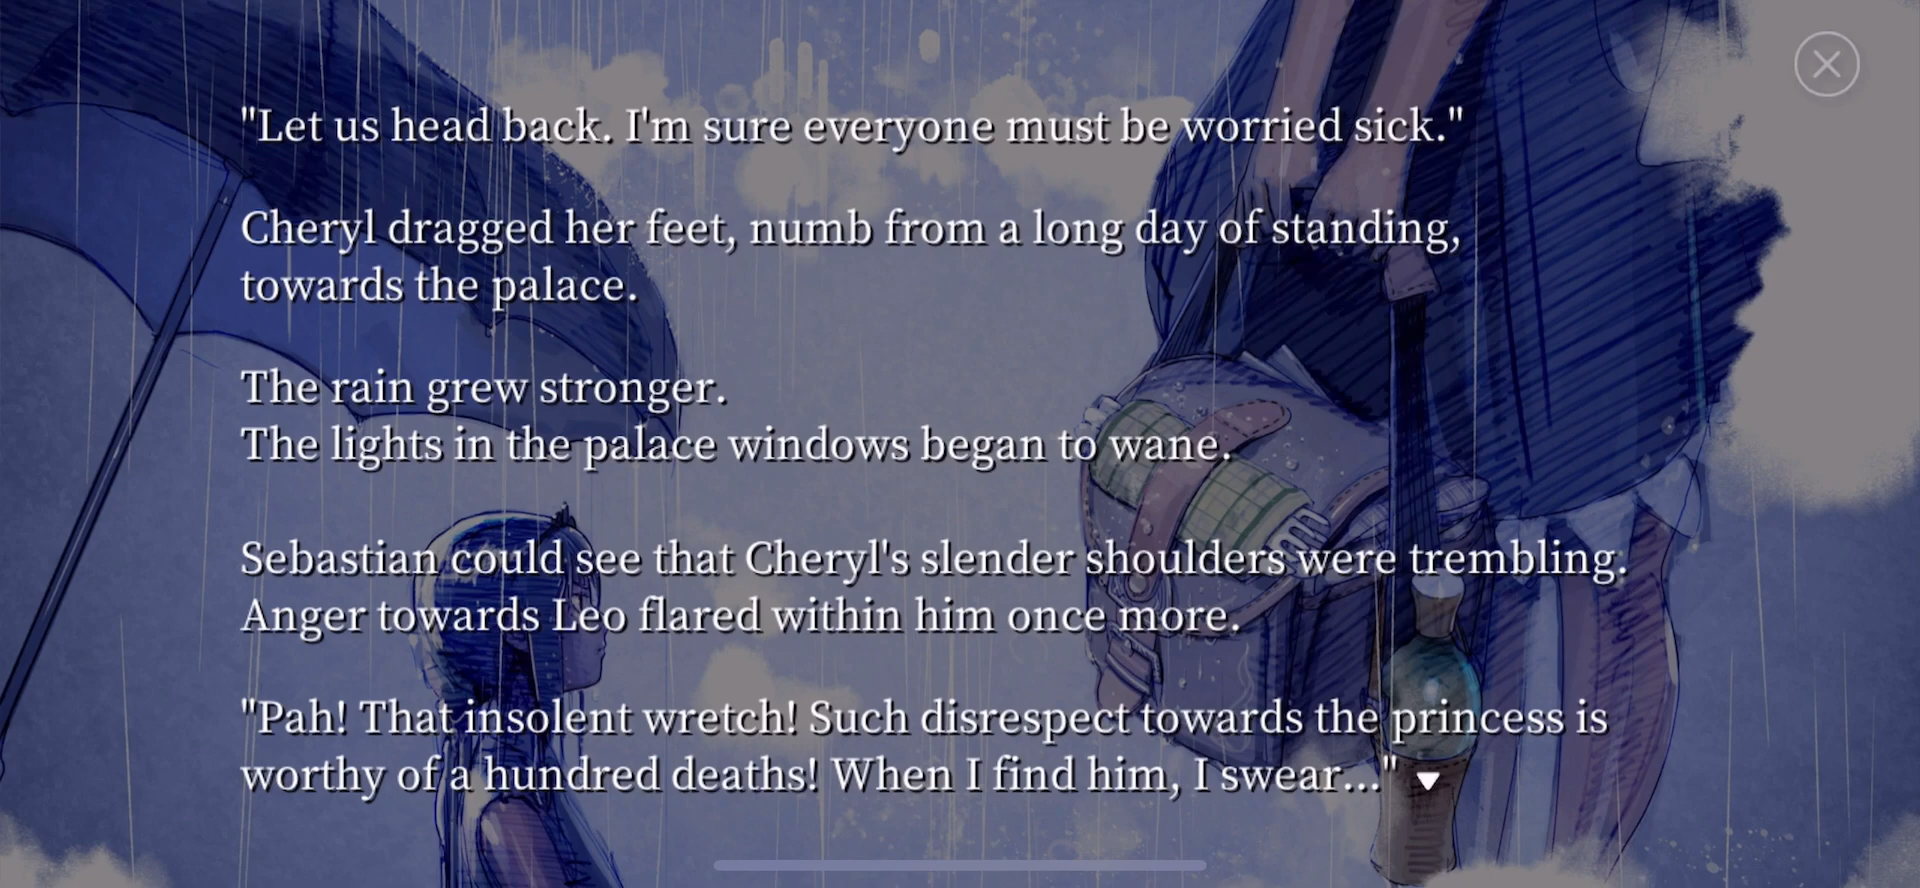 "Let us head back. I'm sure everyone must be worried sick."
Cheryl dragged her feet, numb from a long day of standing,
towards the palace.
The rain grew stronger.
The lights in the palace windows began to wane.
Sebastian could see that Cheryl's slender shoulders were trembling.
Anger towards Leo flared within him once more.
"Pah! That insolent wretch! Such disrespect towards the princess is
worthy of a hundred deaths! When I find him, I swear..."